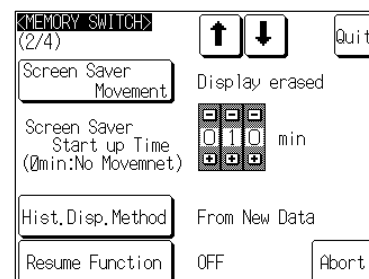 <MEMORY SWITCH>
(2/4)
Quit
Screen Saver
Movement
Display erased
Screen Saver
Start up Time
(0min:No Movemnet)
010 min
Hist.Disp.Method
From New Data
Resume Function
OFF
Abort